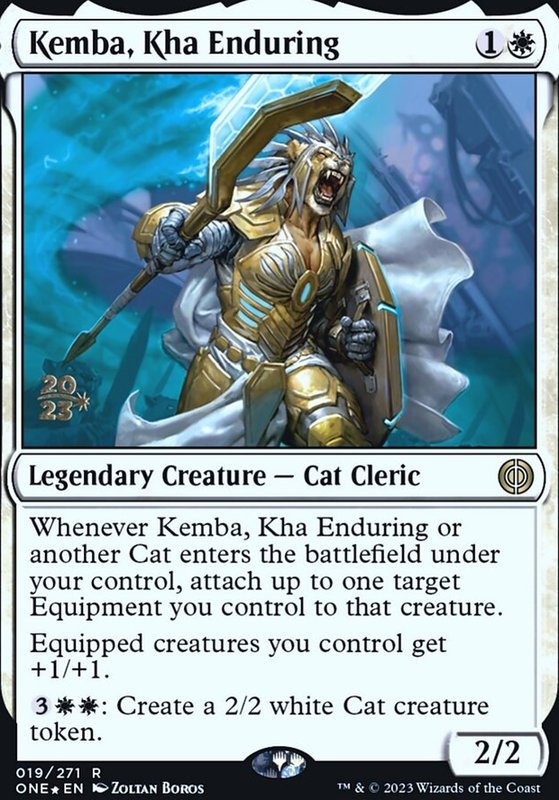 Kemba, Kha Enduring 1
20
23
Legendary Creature — Cat Cleric
Whenever Kemba, Kha Enduring or
another Cat enters the battlefield under
your control, attach up to one target
Equipment you control to that creature.
Equipped creatures you control get
+1/+1.
3: Create a 2/2 white Cat creature
token.
2/2
019/271 R
ONE★EN Zoltan Boros
™ & © 2023 Wizards of the Coast